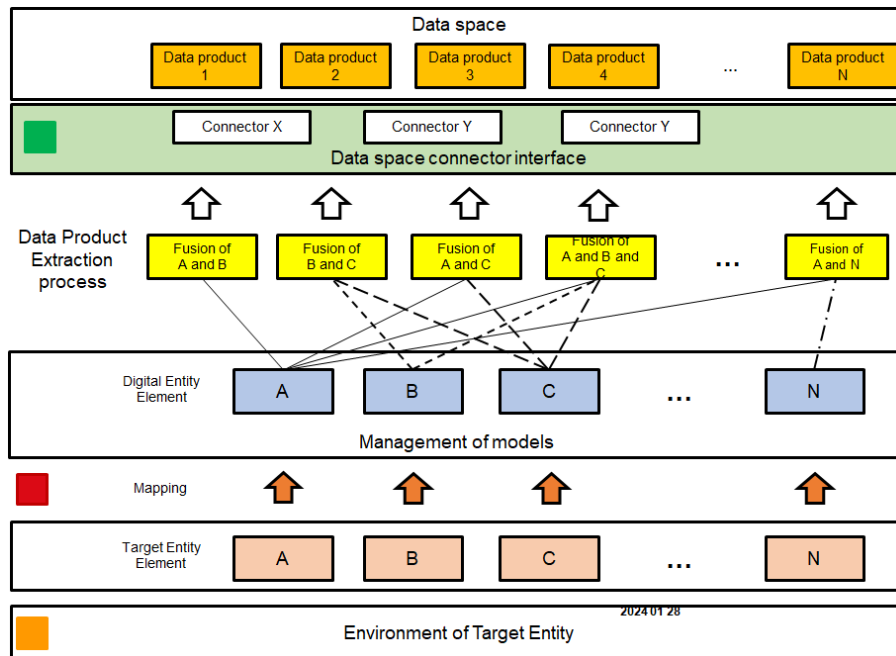 Data space
Data product
1
Data product
2
Data product
3
Data product
4
...
Data product
N
Connector X
Connector Y
Connector Y
Data space connector interface
Data Product
Extraction
process
Fusion of
A and B
Fusion of
B and C
Fusion of
A and C
Fusion of
A and B and
C
...
Fusion of
A and N
Digital Entity
Element
A
B
C
...
N
Management of models
Mapping
Target Entity
Element
A
B
C
...
N
2024 01 28
Environment of Target Entity